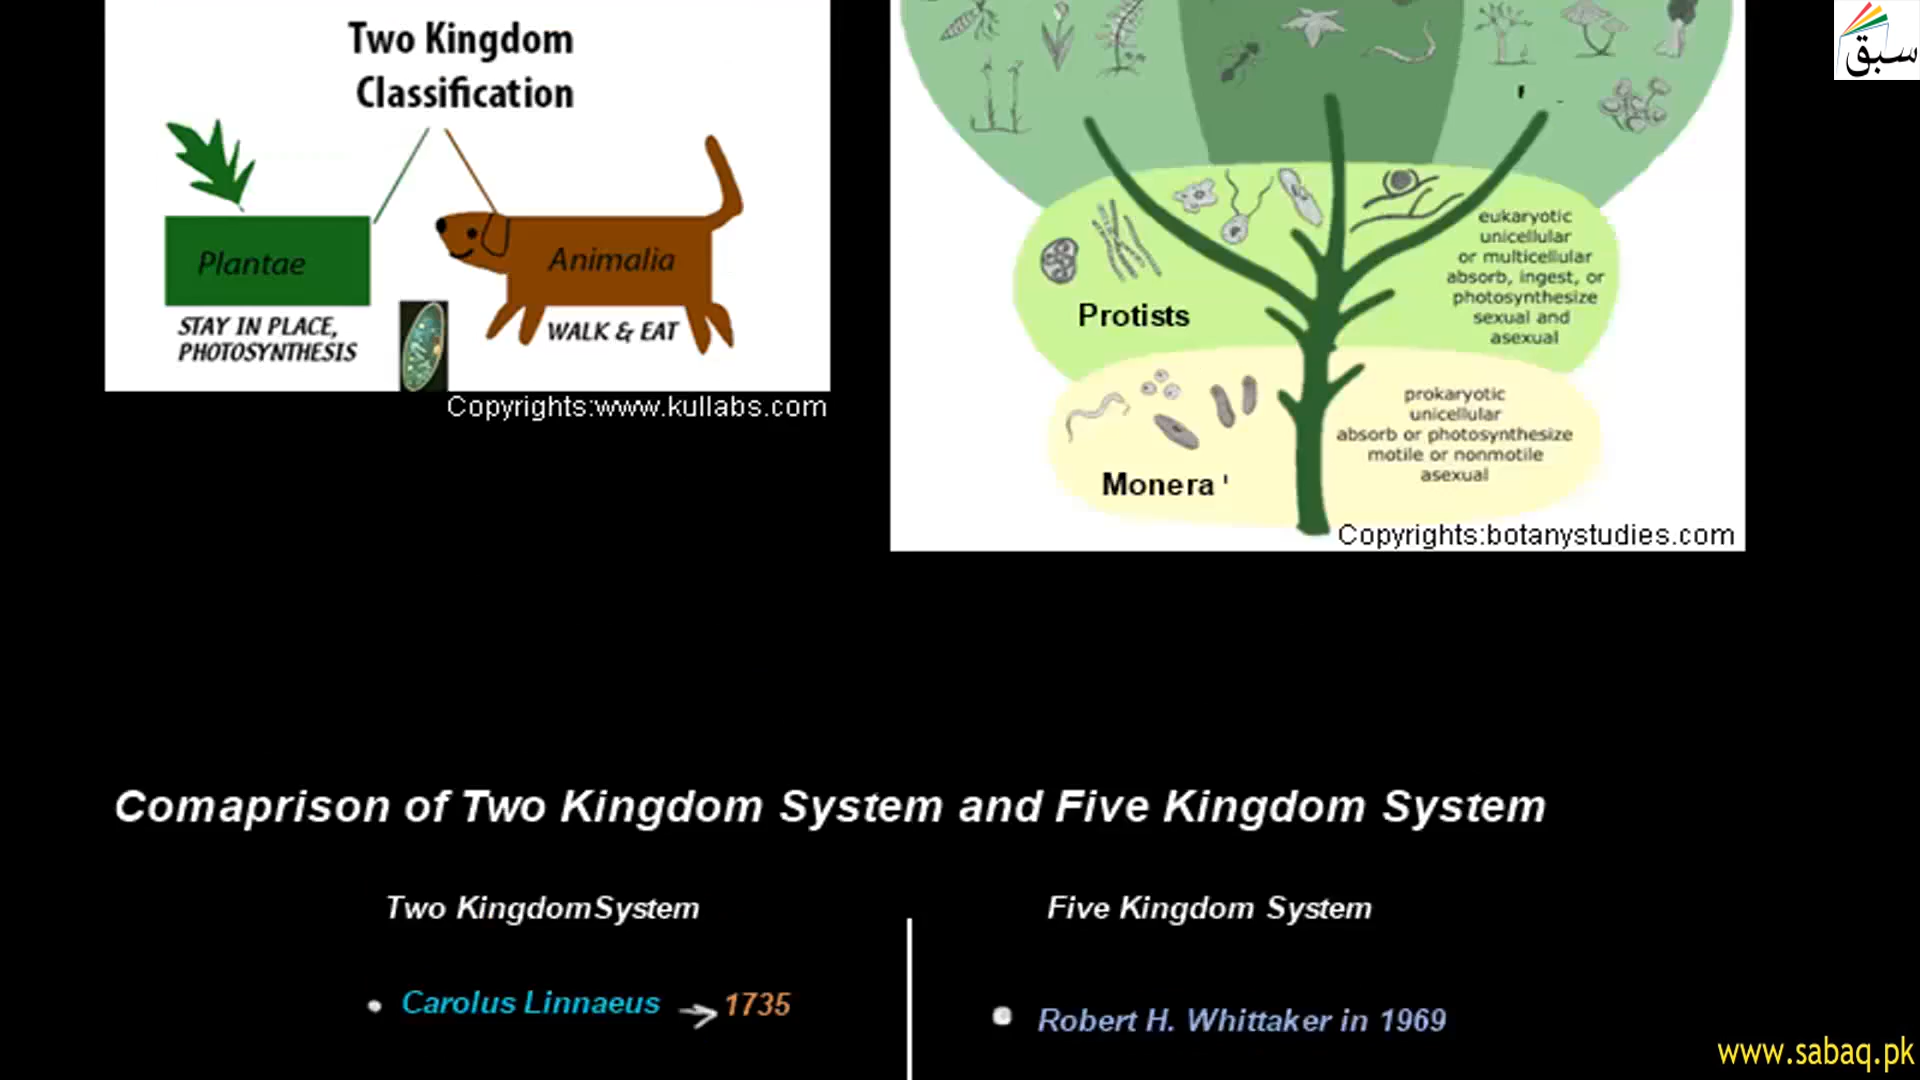 Two Kingdom
Classification
Plantae
Animalia
STAY IN PLACE,
PHOTOSYNTHESIS
WALK & EAT
Copyrights:www.kullabs.com
سبق
eukaryotic
unicellular
or multicellular
absorb, ingest, or
photosynthesize
sexual and
asexual
Protists
prokaryotic
unicellular
absorb or photosynthesize
motile or nonmotile
asexual
Monera
Copyrights:botanystudies.com
Comaprison of Two Kingdom System and Five Kingdom System
Two KingdomSystem
Five Kingdom System
Carolus Linnaeus → 1735
Robert H. Whittaker in 1969
www.sabaq.pk